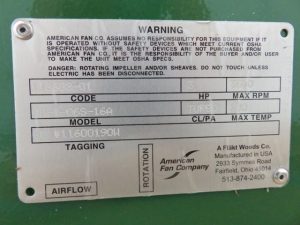 WARNING
AMERICAN FAN CO. ASSUMES NO RESPONSIBILITY FOR THIS EQUIPMENT IF IT
IS OPERATED WITHOUT SAFETY DEVICES WHICH MEET CURRENT OSHA
SPECIFICATIONS. IF THE SAFETY DEVICES ARE NOT PURCHASED FROM
AMERICAN FAN CO. IT IS THE RESPONSIBILITY OF THE BUYER AND/OR USER
TO MAKE THE UNIT MEET OSHA SPECS.
DANGER: ROTATING IMPELLER AND/OR SHEAVES. DO NOT TOUCH UNLESS
ELECTRIC HAS BEEN DISCONNECTED.
CODE HP MAX RPM
-16A
MODEL CL/PA MAX TEMP
W11600190W
TAGGING
ROTATION
American
Fan Company
A Fläkt Woods Co.
Manufactured in USA
2933 Symmes Road
Fairfield, Ohio 45014
513-874-2400
AIRFLOW